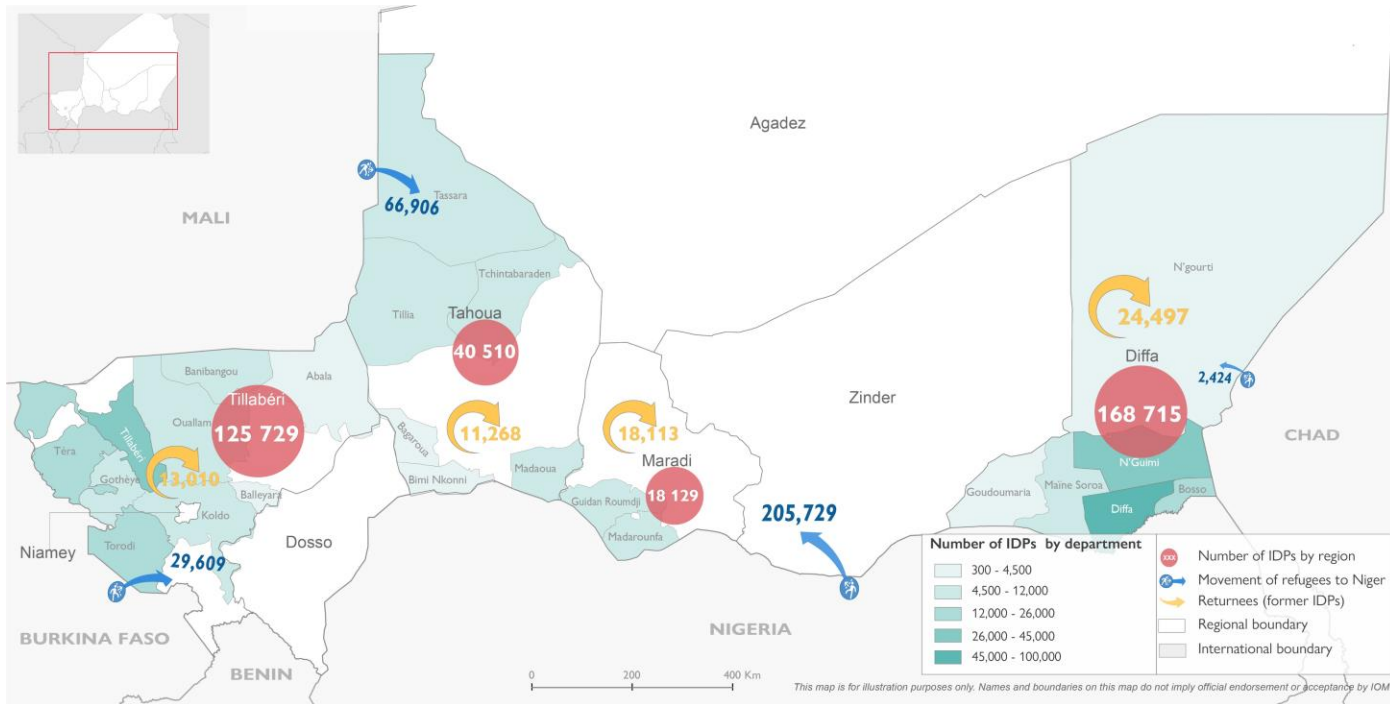 Agadez
MALI
66,906
Tassara
Tchintabaraden
Tillia
Tahoua
40 510
N'gourti
24,497
Diffa
168 715
2,424
CHAD
Banibangou
Abala
Ouallam
Tillabéri
125 729
Tillabéri
Téra
Gothèye
13,010
Balleyara
Koldo
Torodi
Niamey
29,609
Dosso
Bagaroua
11,268
Birni Nkonni
Madaoua
18,113
Maradi
18 129
Guidan Roumdji
Madarounfa
Zinder
205,729
Goudoumaria
Maïne Soroa
N'Guimi
Diffa
Bosso
BURKINA FASO
BENIN
NIGERIA
0 200 400 Km
Number of IDPs by department
300 - 4,500
4,500 - 12,000
12,000 - 26,000
26,000 - 45,000
45,000 - 100,000
xxx Number of IDPs by region
Movement of refugees to Niger
Returnees (former IDPs)
Regional boundary
International boundary
This map is for illustration purposes only. Names and boundaries on this map do not imply official endorsement or acceptance by IOM